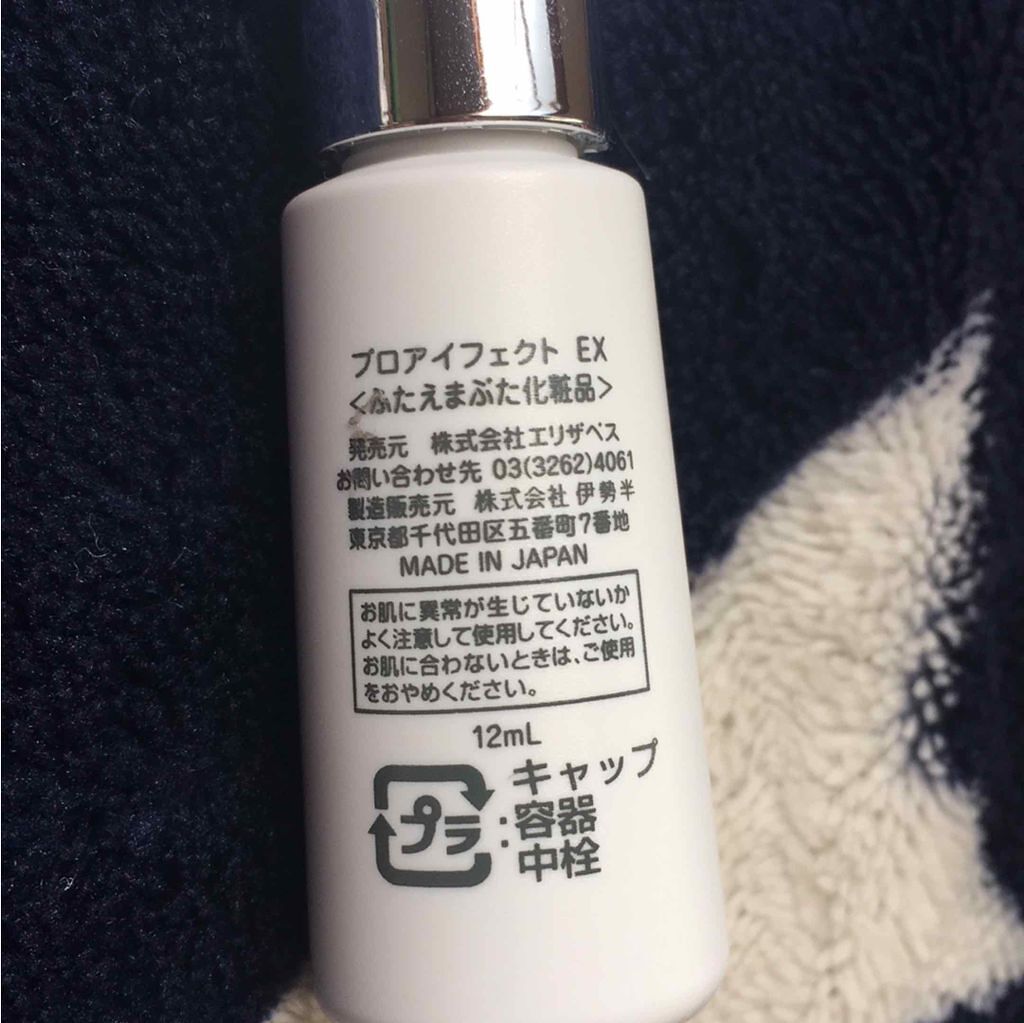 プロアイフェクト EX
<ふたえまぶた化粧品>
発売元 株式会社エリザベス
お問い合わせ先 03(3262)4061
製造販売元 株式会社 伊勢半
東京都千代田区五番町7番地
MADE IN JAPAN
お肌に異常が生じていないか
よく注意して使用してください。
お肌に合わないときは、ご使用
をおやめください。
12mL
プラ : キャップ
容器
中栓